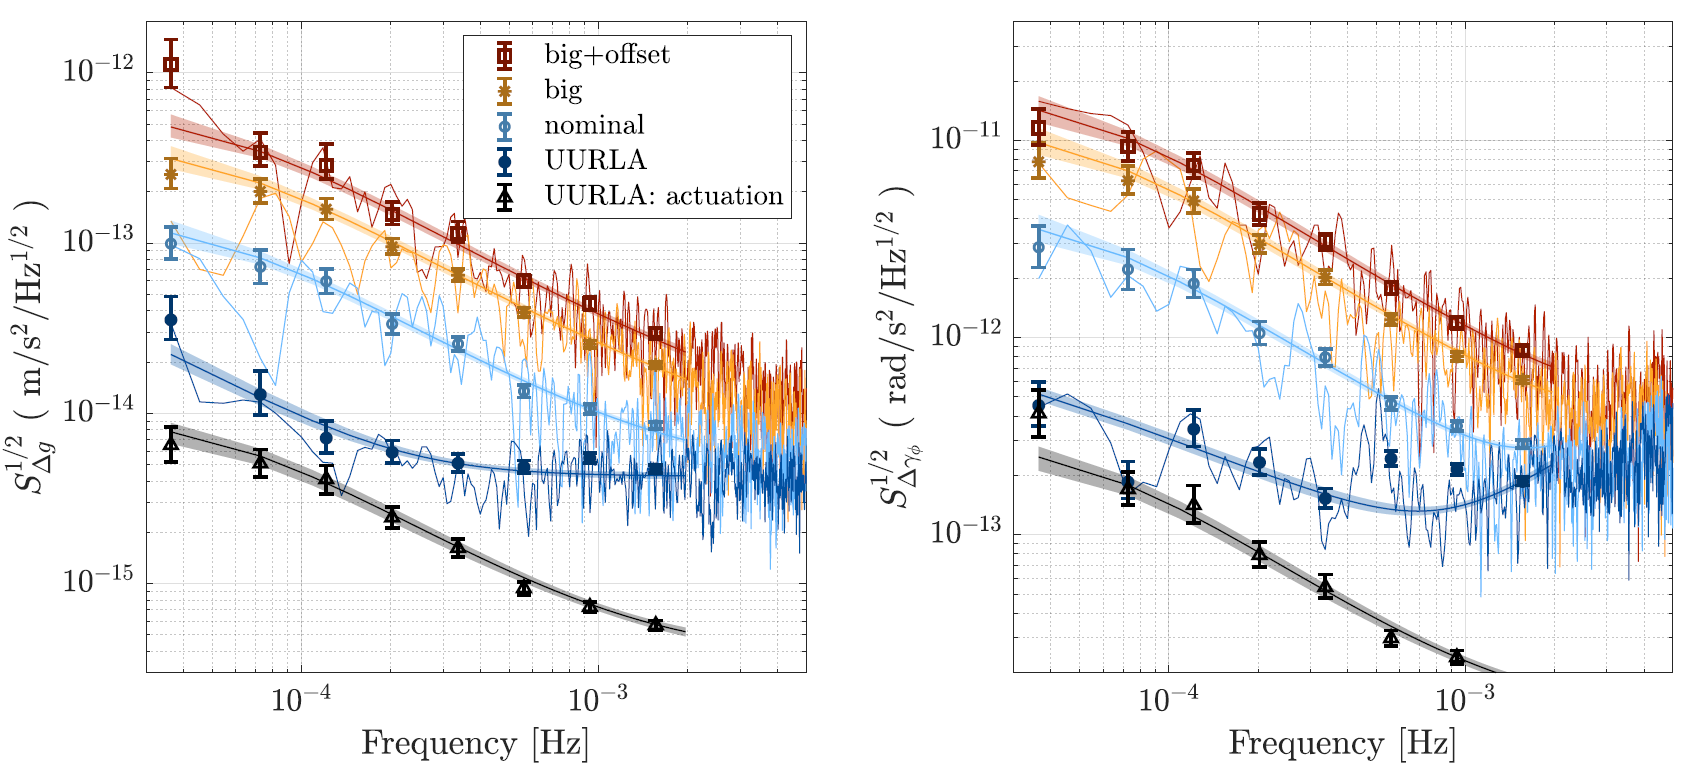 big+offset
big
nominal
UURLA
UURLA: actuation
10⁻¹²
10⁻¹³
10⁻¹⁴
10⁻¹⁵
10⁻⁴
10⁻³
Frequency [Hz]
S^{1/2}_{Δg} ( m/s²/Hz^{1/2} )
10⁻¹¹
10⁻¹²
10⁻¹³
10⁻⁴
10⁻³
Frequency [Hz]
S^{1/2}_{Δγ_ϕ} ( rad/s²/Hz^{1/2} )